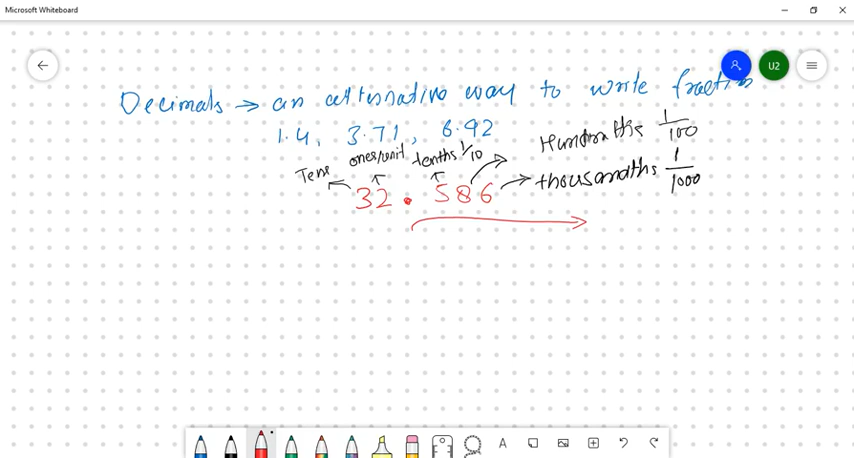 Microsoft Whiteboard
U2
Decimals → an alternative way to write fraction
1.4, 3.71, 6.92
Hundredths 1/100
Tens ones/unit tenths 1/10
thousandths 1/1000
32.586
A